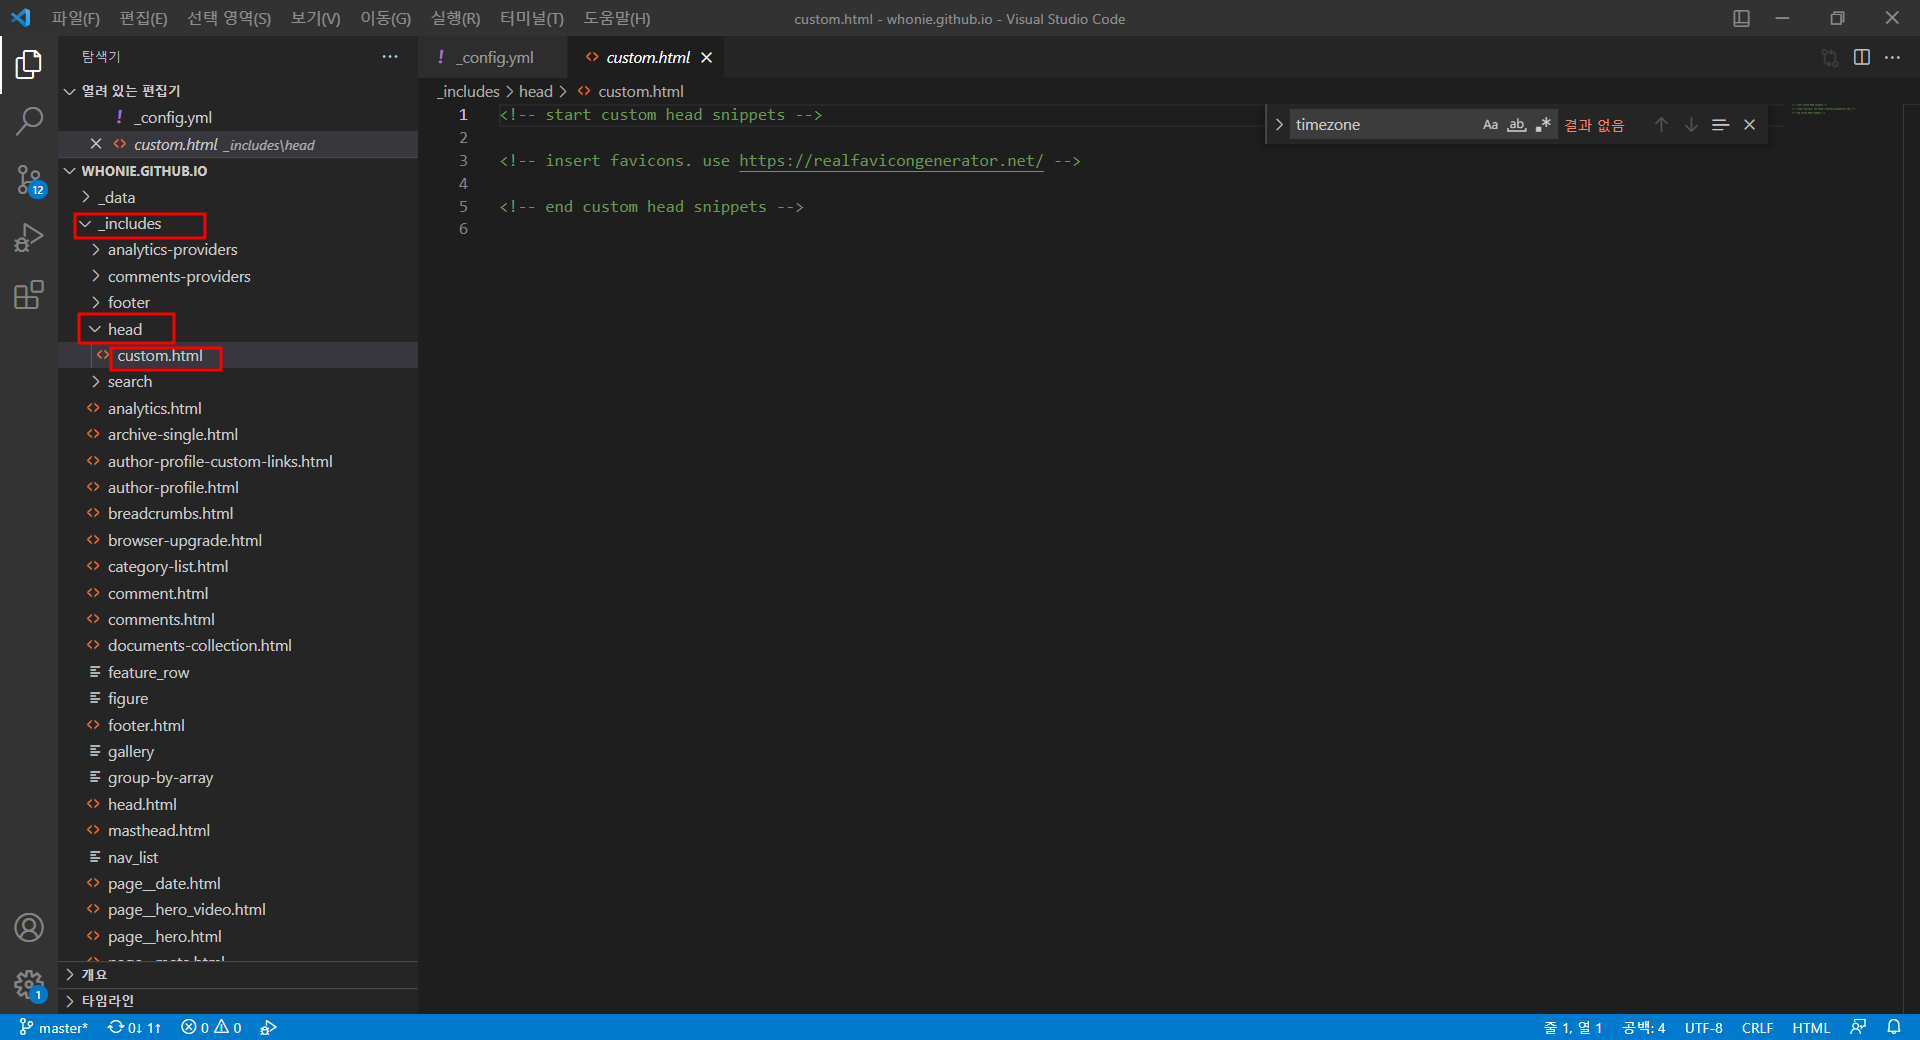 파일(F) 편집(E) 선택 영역(S) 보기(V) 이동(G) 실행(R) 터미널(T) 도움말(H)
custom.html - whonie.github.io - Visual Studio Code
탐색기
열려 있는 편집기
! _config.yml
custom.html _includes\head
WHONIE.GITHUB.IO
_data
_includes
analytics-providers
comments-providers
footer
head
custom.html
search
analytics.html
archive-single.html
author-profile-custom-links.html
author-profile.html
breadcrumbs.html
browser-upgrade.html
category-list.html
comment.html
comments.html
documents-collection.html
feature_row
figure
footer.html
gallery
group-by-array
head.html
masthead.html
nav_list
page__date.html
page__hero_video.html
page__hero.html
개요
타임라인
12
1
! _config.yml
custom.html
_includes > head > custom.html
1 <!-- start custom head snippets -->
2
3 <!-- insert favicons. use https://realfavicongenerator.net/ -->
4
5 <!-- end custom head snippets -->
6
timezone Aa ab 결과 없음
master* 0↓ 1↑ 0 0
줄 1, 열 1 공백: 4 UTF-8 CRLF HTML